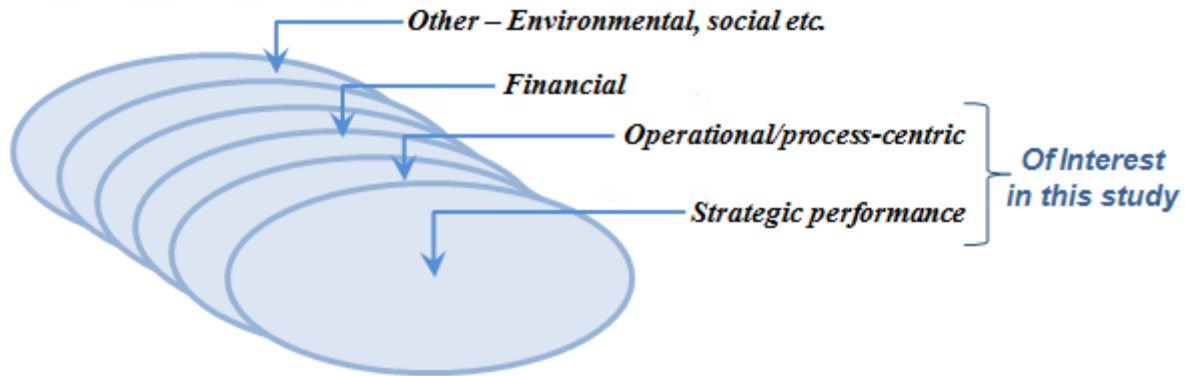 Other – Environmental, social etc.
Financial
Operational/process-centric
Strategic performance
Of Interest
in this study